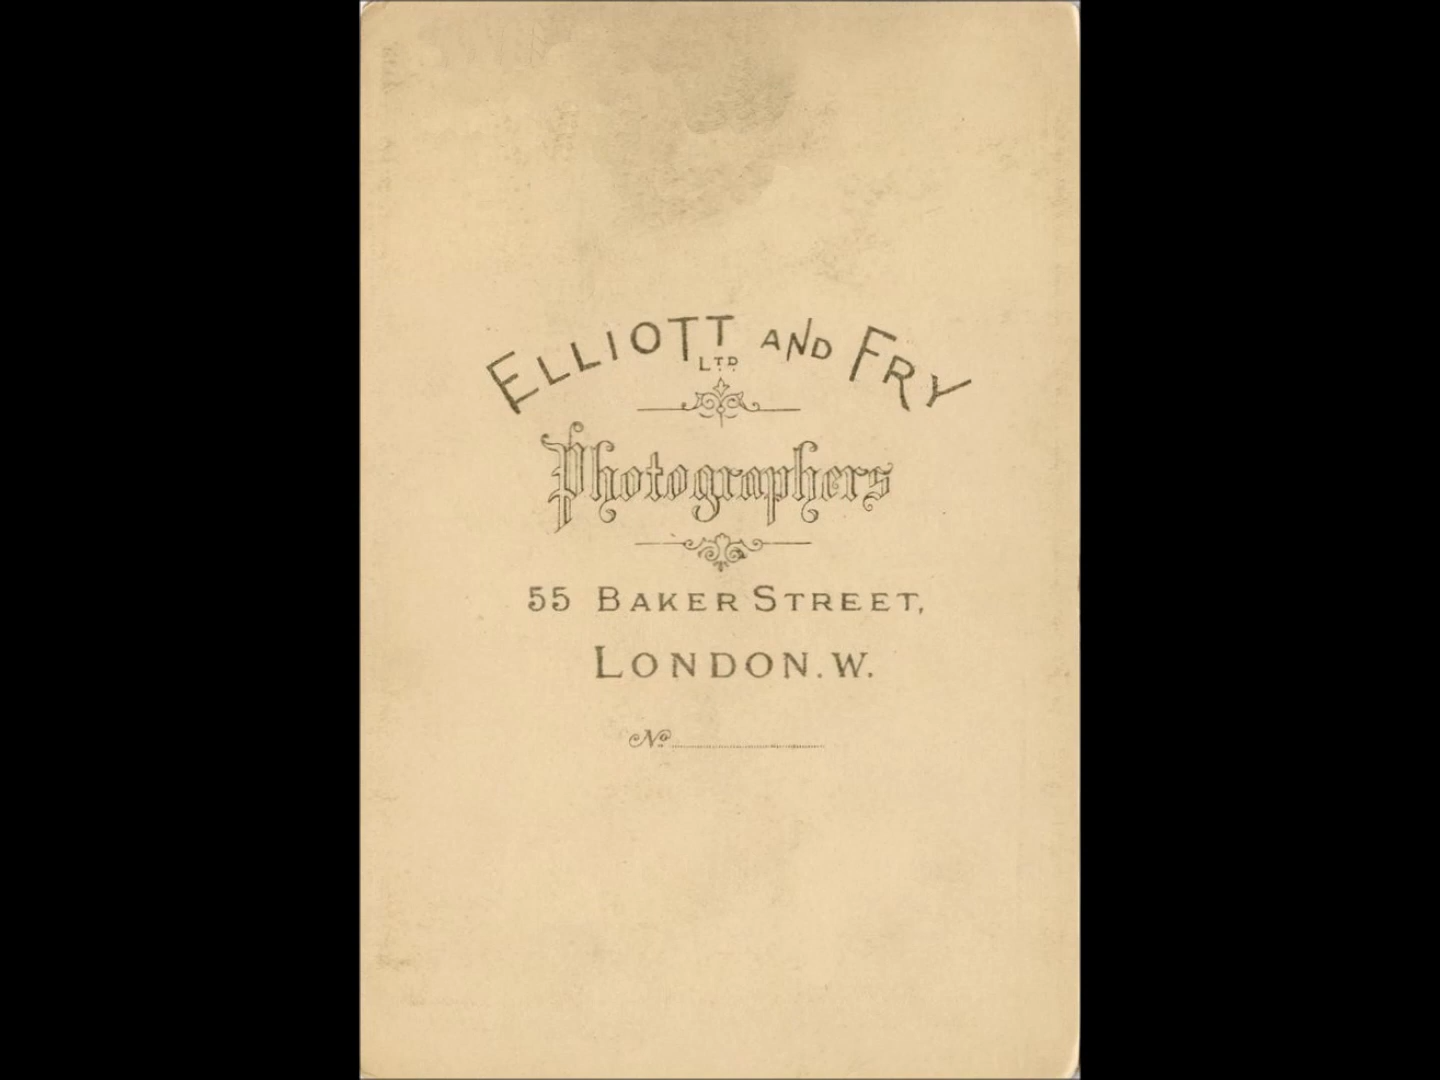 ELLIOTT AND FRY
LTD.
Photographers
55 BAKER STREET,
LONDON. W.
No